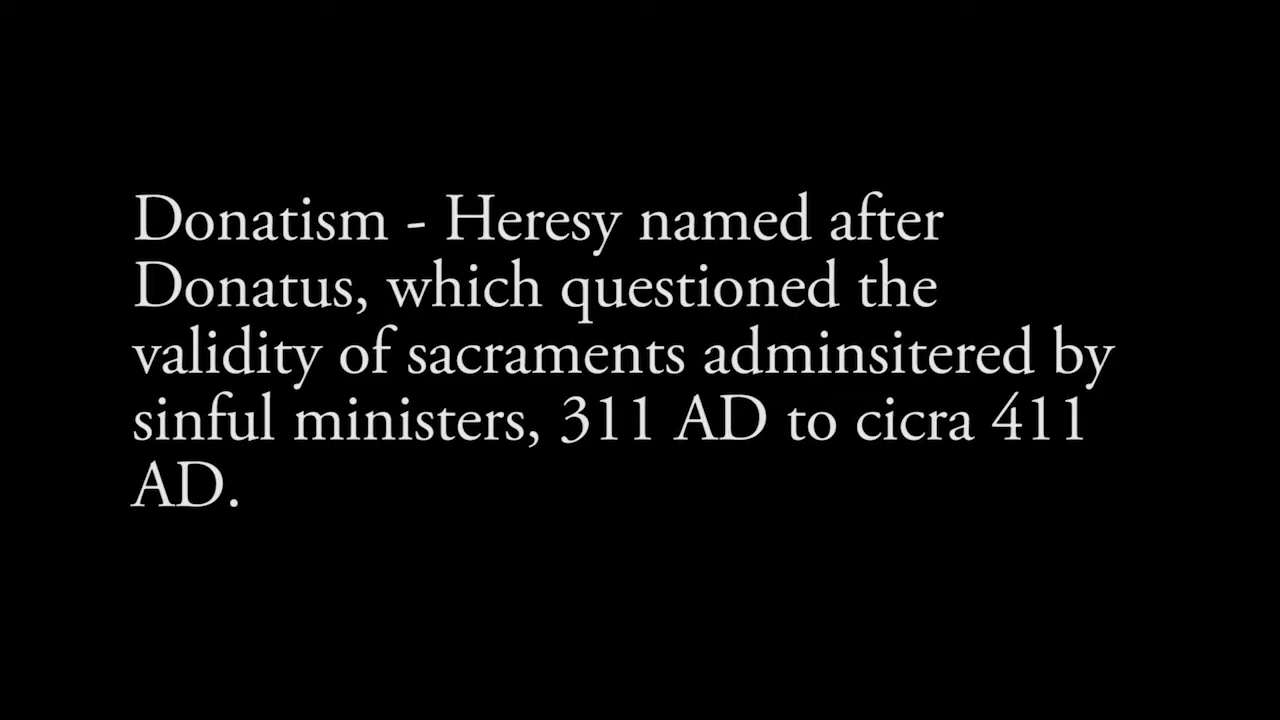 Donatism - Heresy named after
Donatus, which questioned the
validity of sacraments adminsitered by
sinful ministers, 311 AD to cicra 411
AD.